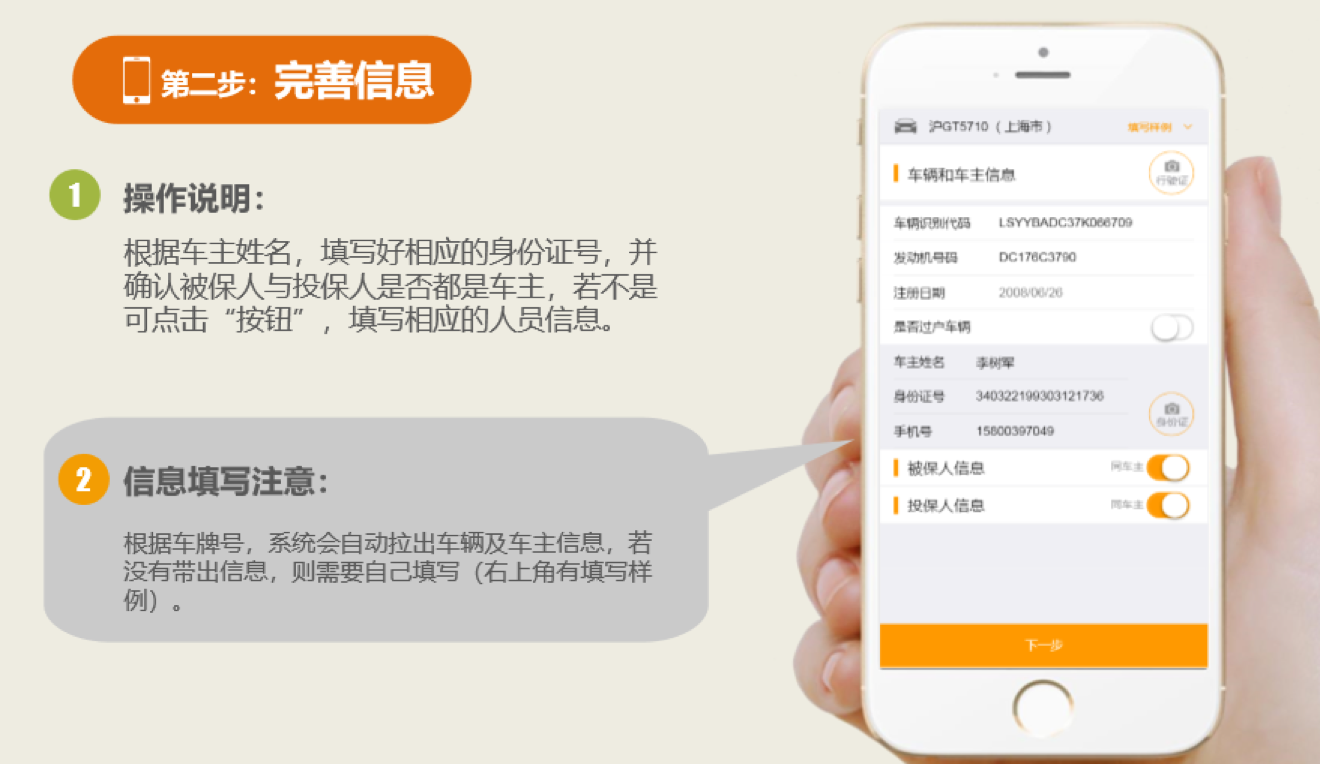 第二步：完善信息
1 操作说明：
根据车主姓名，填写好相应的身份证号，并
确认被保人与投保人是否都是车主，若不是
可点击“按钮”，填写相应的人员信息。
2 信息填写注意：
根据车牌号，系统会自动拉出车辆及车主信息，若
没有带出信息，则需要自己填写（右上角有填写样
例）。
沪GT5710（上海市） 填写样例
车辆和车主信息 行驶证
车辆识别代码 LSYYBADC37K066709
发动机号码 DC176C3790
注册日期 2008/06/26
是否过户车辆
车主姓名 李树军
身份证号 340322199303121736
身份证
手机号 15800397049
被保人信息 同车主
投保人信息 同车主
下一步